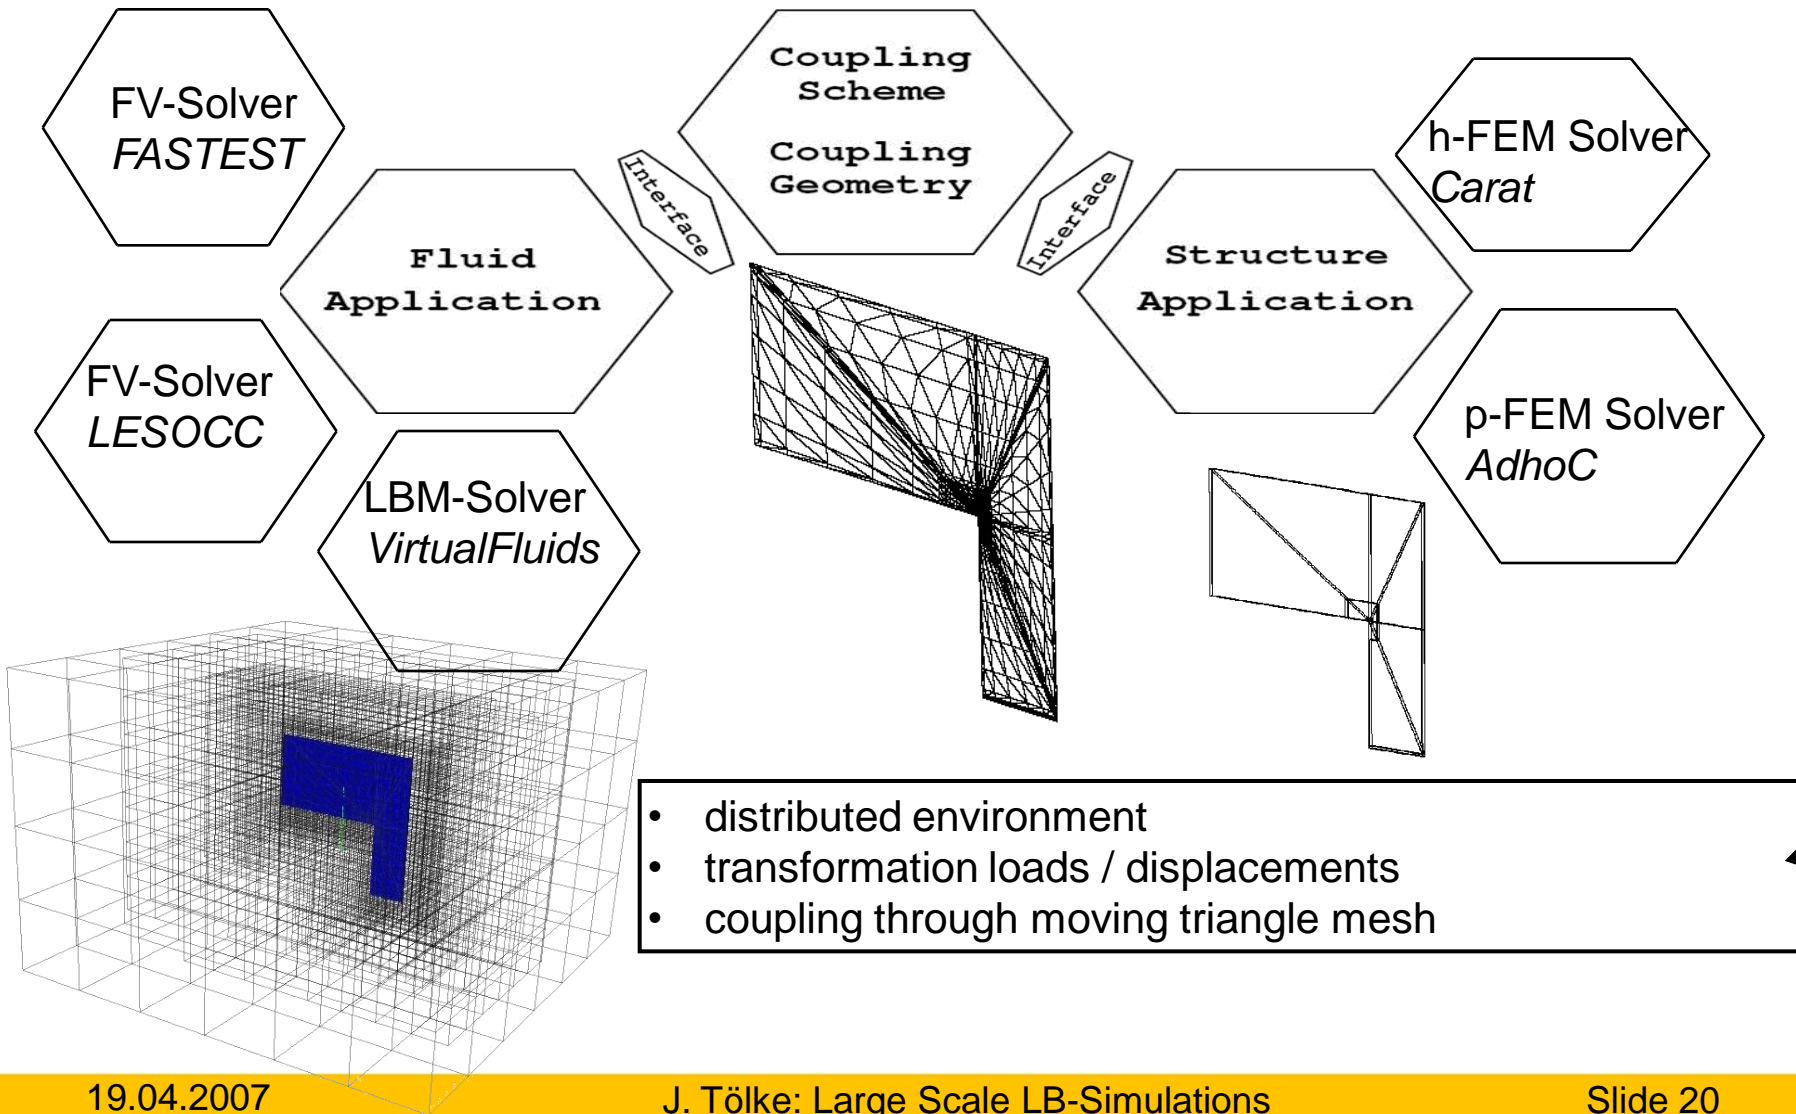 FV-Solver
FASTEST
Coupling
Scheme
Coupling
Geometry
h-FEM Solver
Carat
Interface
Interface
Fluid
Application
Structure
Application
FV-Solver
LESOCC
p-FEM Solver
AdhoC
LBM-Solver
VirtualFluids
• distributed environment
• transformation loads / displacements
• coupling through moving triangle mesh
19.04.2007
J. Tölke: Large Scale LB-Simulations
Slide 20